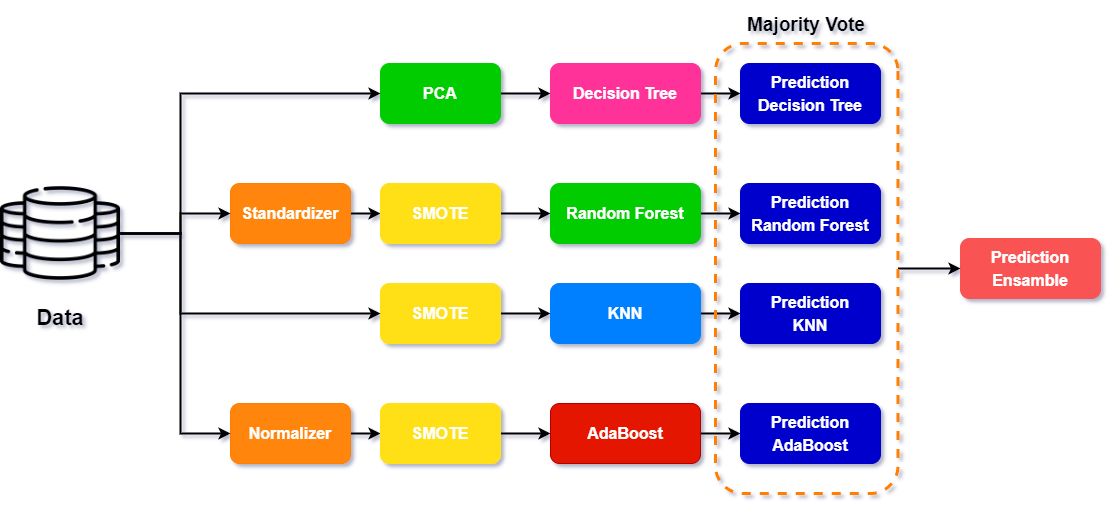 Majority Vote
PCA
Decision Tree
Prediction
Decision Tree
Standardizer
SMOTE
Random Forest
Prediction
Random Forest
Data
SMOTE
KNN
Prediction
KNN
Normalizer
SMOTE
AdaBoost
Prediction
AdaBoost
Prediction
Ensamble